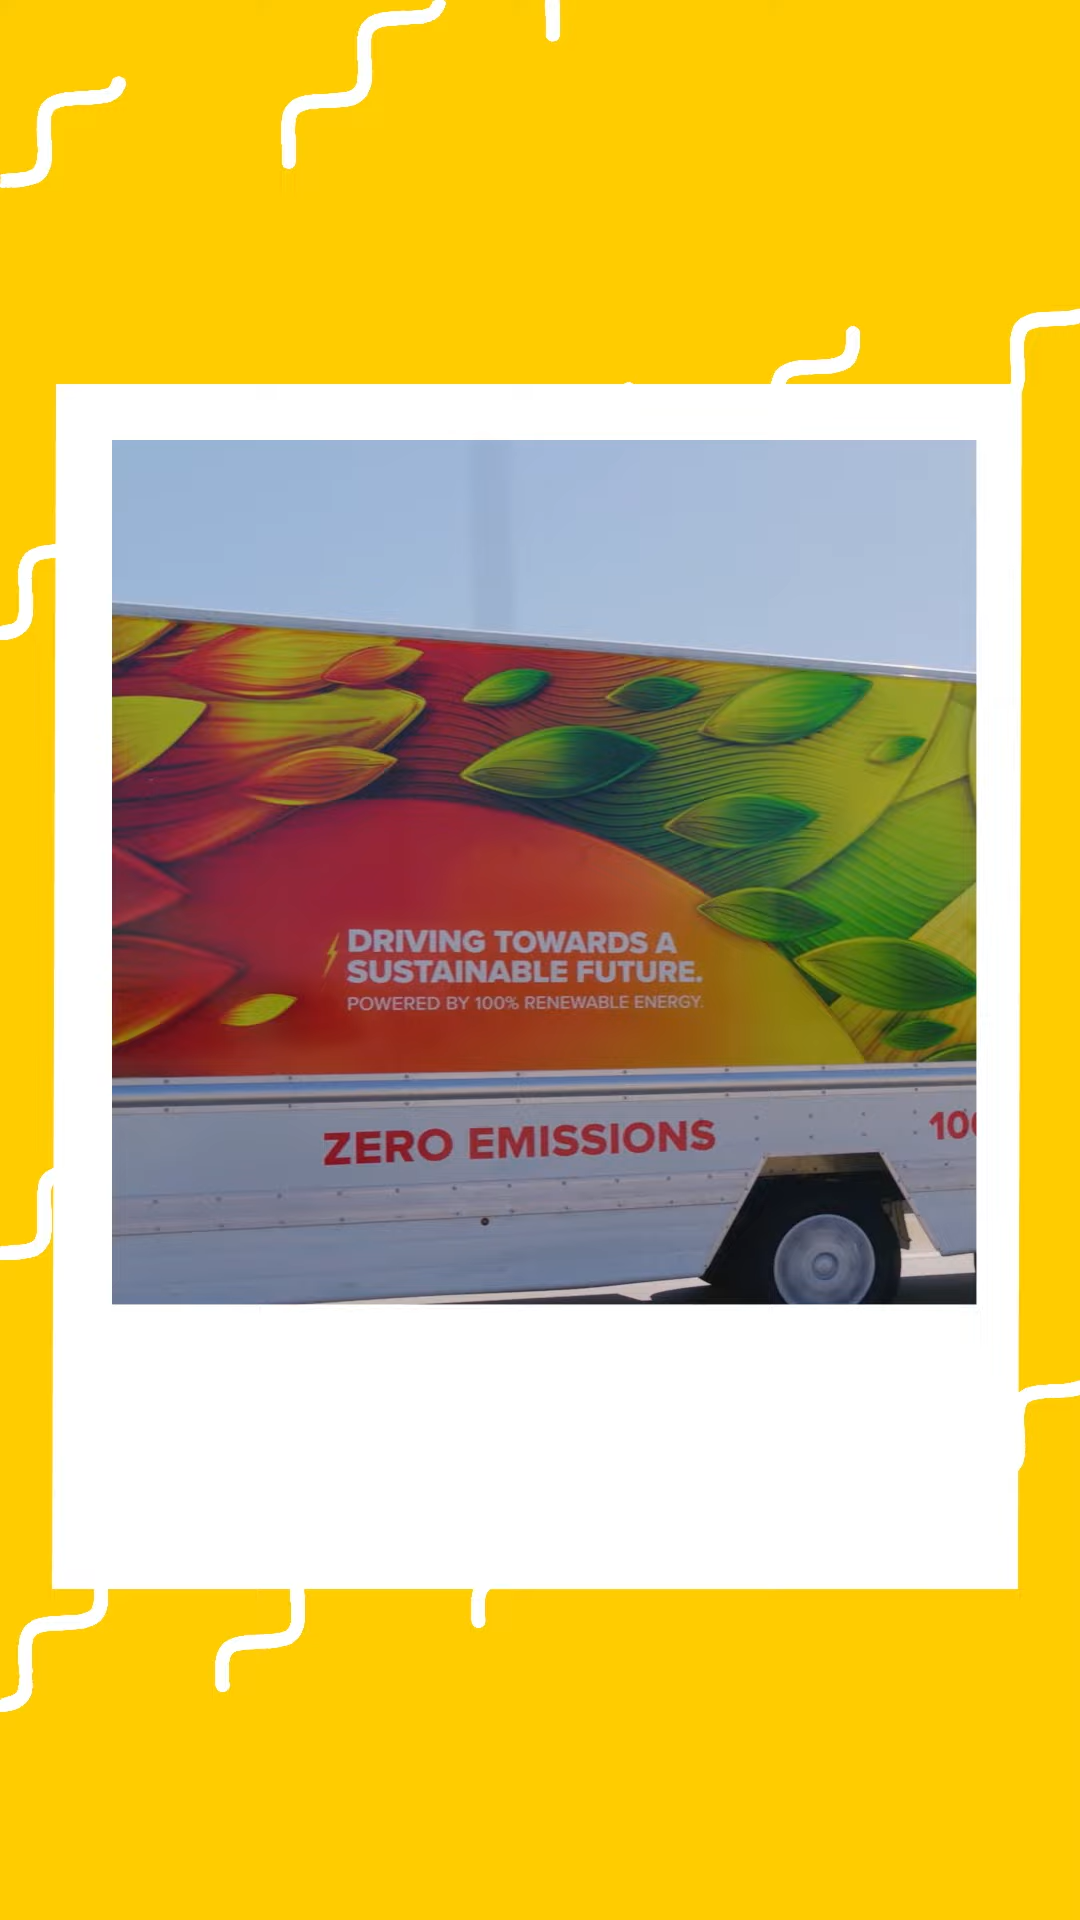 DRIVING TOWARDS A
SUSTAINABLE FUTURE.
POWERED BY 100% RENEWABLE ENERGY.
ZERO EMISSIONS